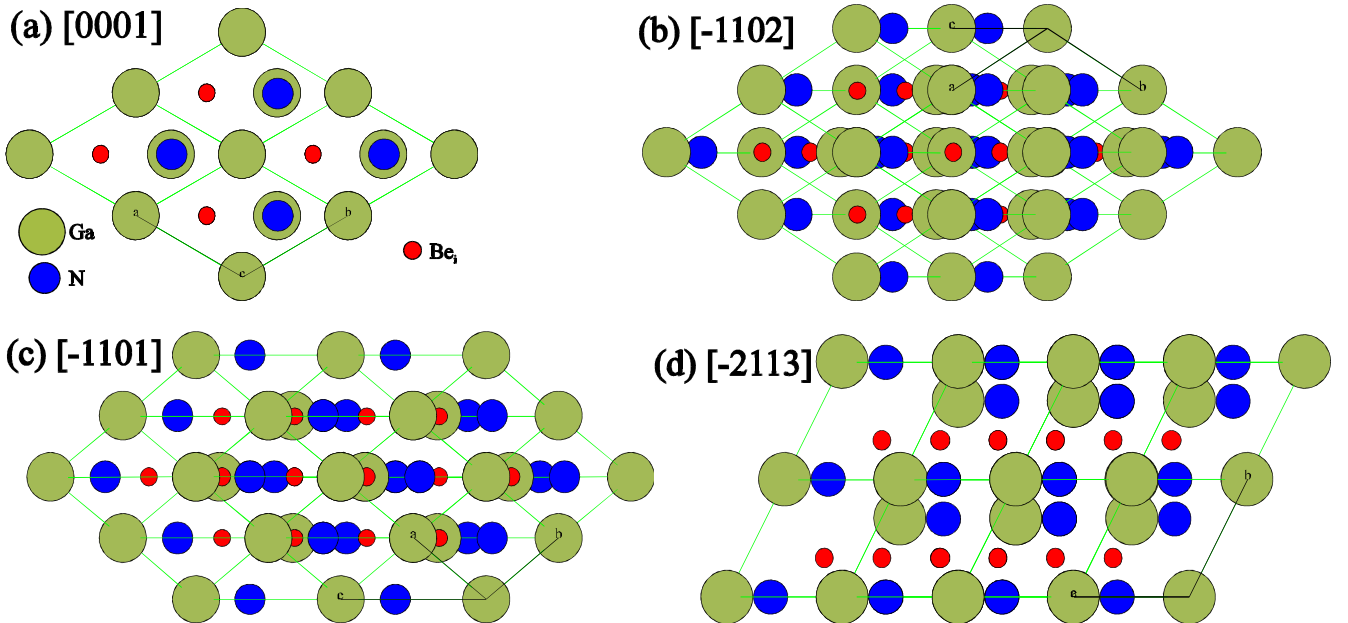 (a) [0001]
a
b
c
Ga
N
Beᵢ
(b) [-1102]
c
a
b
(c) [-1101]
a
b
c
(d) [-2113]
b